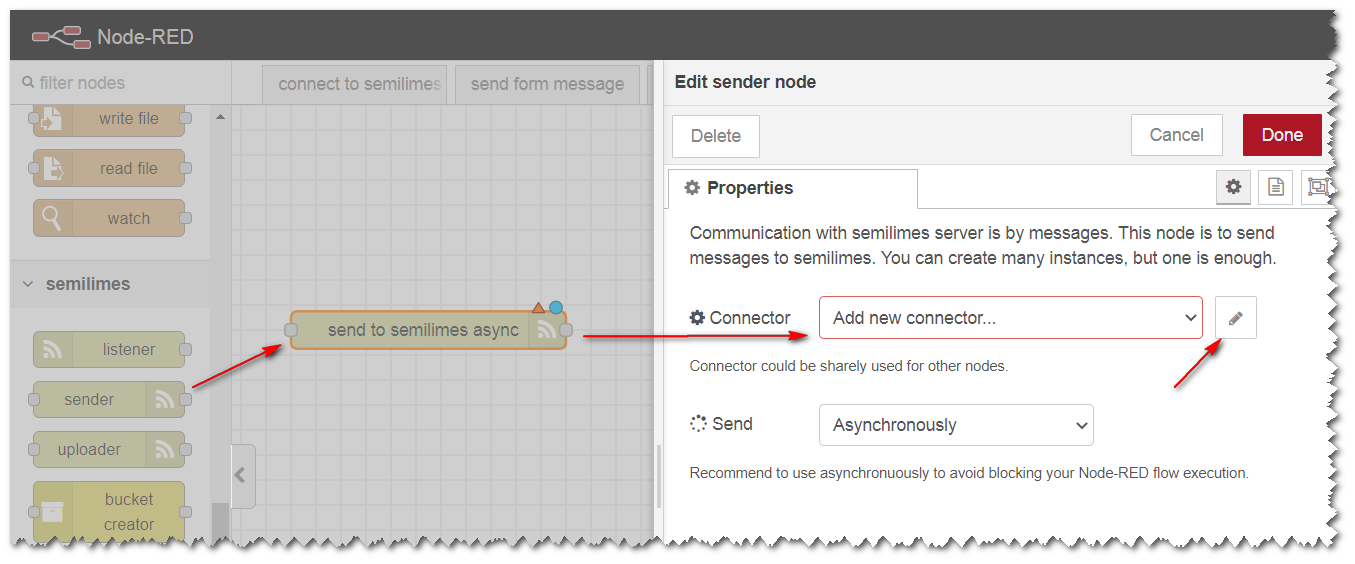 Node-RED
filter nodes
write file
read file
watch
semilimes
listener
sender
uploader
bucket
creator
connect to semilimes
send form message
send to semilimes async
Edit sender node
Delete
Cancel
Done
Properties
Communication with semilimes server is by messages. This node is to send
messages to semilimes. You can create many instances, but one is enough.
Connector
Add new connector...
Connector could be sharely used for other nodes.
Send
Asynchronously
Recommend to use asynchronuously to avoid blocking your Node-RED flow execution.